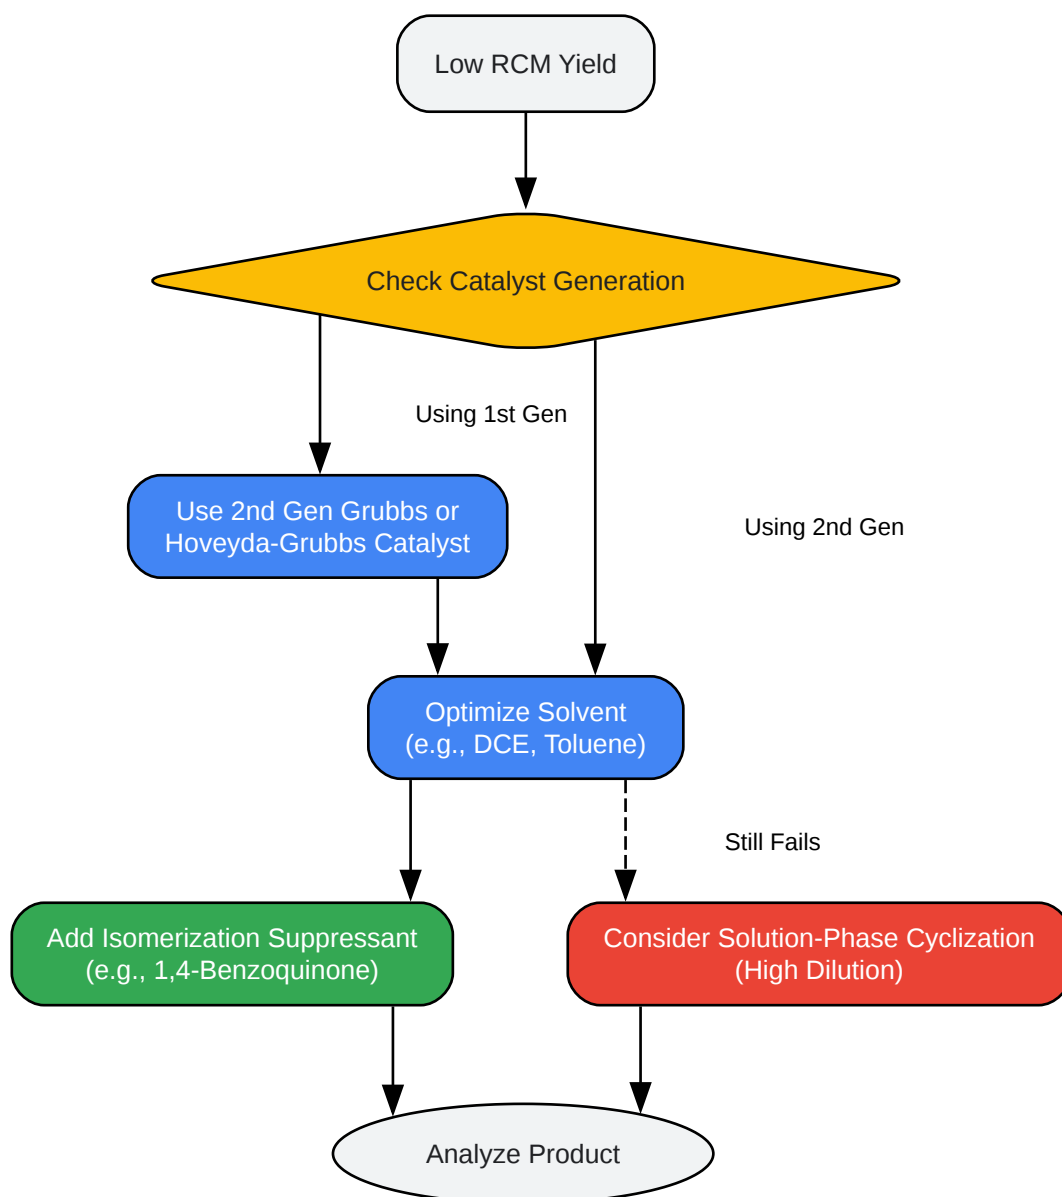 Low RCM Yield
Check Catalyst Generation
Using 1st Gen
Use 2nd Gen Grubbs or
Hoveyda-Grubbs Catalyst
Using 2nd Gen
Optimize Solvent
(e.g., DCE, Toluene)
Still Fails
Add Isomerization Suppressant
(e.g., 1,4-Benzoquinone)
Consider Solution-Phase Cyclization
(High Dilution)
Analyze Product